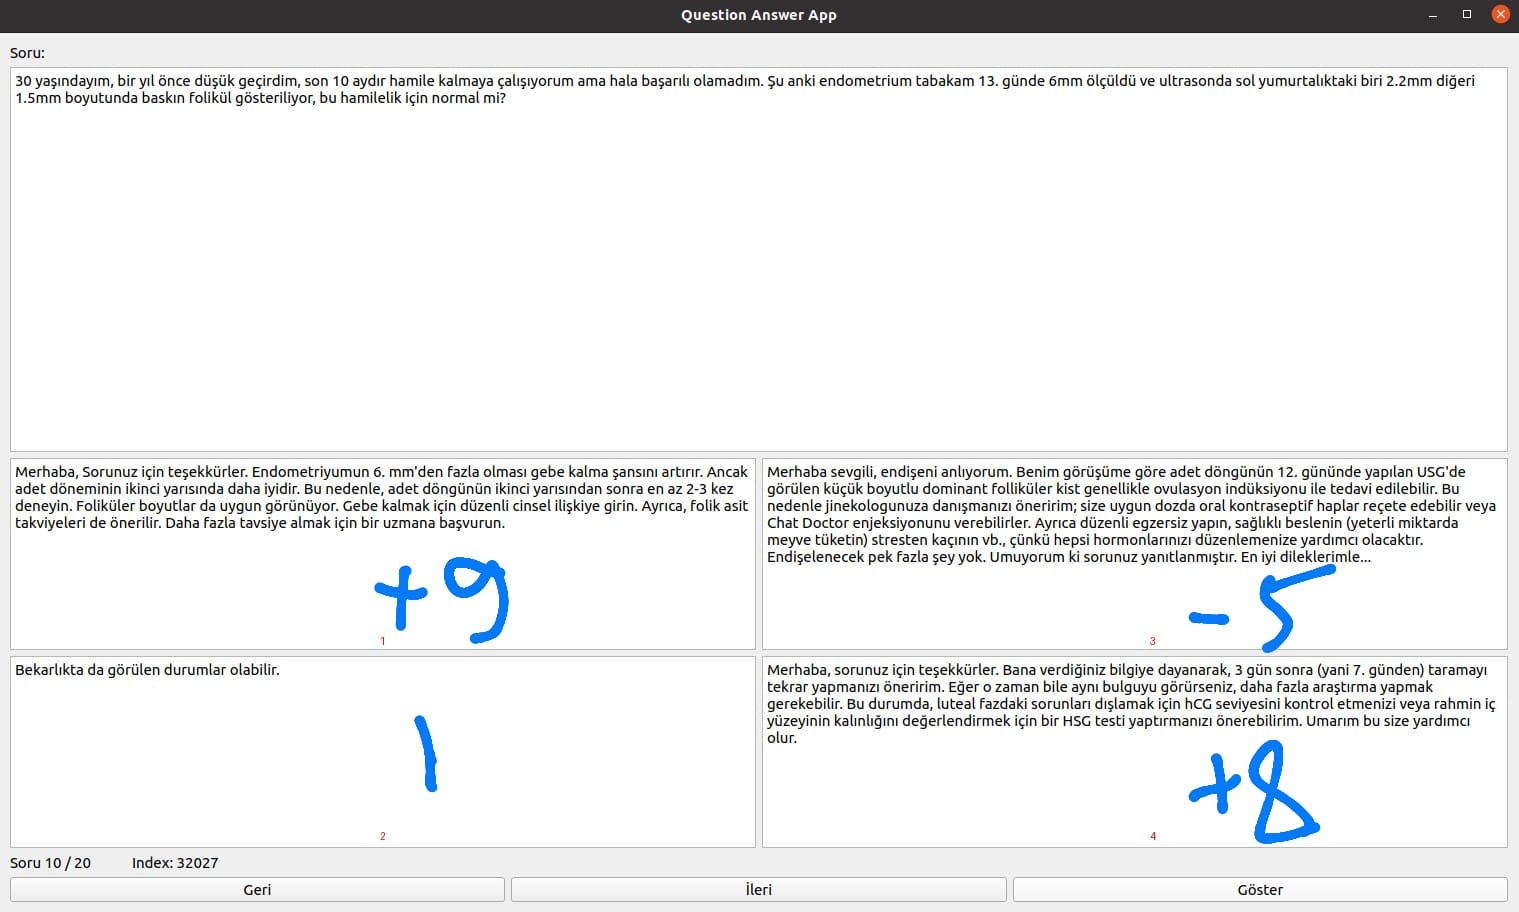 Question Answer App
Soru:
30 yaşındayım, bir yıl önce düşük geçirdim, son 10 aydır hamile kalmaya çalışıyorum ama hala başarılı olamadım. Şu anki endometrium tabakam 13. günde 6mm ölçüldü ve ultrasonda sol yumurtalıktaki biri 2.2mm diğeri
1.5mm boyutunda baskın folikül gösteriliyor, bu hamilelik için normal mi?
Merhaba, Sorunuz için teşekkürler. Endometriyumun 6. mm'den fazla olması gebe kalma şansını artırır. Ancak
adet döneminin ikinci yarısında daha iyidir. Bu nedenle, adet döngünün ikinci yarısından sonra en az 2-3 kez
deneyin. Foliküler boyutlar da uygun görünüyor. Gebe kalmak için düzenli cinsel ilişkiye girin. Ayrıca, folik asit
takviyeleri de önerilir. Daha fazla tavsiye almak için bir uzmana başvurun.
+9
1
Merhaba sevgili, endişeni anlıyorum. Benim görüşüme göre adet döngünün 12. gününde yapılan USG'de
görülen küçük boyutlu dominant folliküler kist genellikle ovulasyon indüksiyonu ile tedavi edilebilir. Bu
nedenle jinekologunuza danışmanızı öneririm; size uygun dozda oral kontraseptif haplar reçete edebilir veya
Chat Doctor enjeksiyonunu verebilirler. Ayrıca düzenli egzersiz yapın, sağlıklı beslenin (yeterli miktarda
meyve tüketin) stresten kaçının vb., çünkü hepsi hormonlarınızı düzenlemenize yardımcı olacaktır.
Endişelenecek pek fazla şey yok. Umuyorum ki sorunuz yanıtlanmıştır. En iyi dileklerimle...
-5
3
Bekarlıkta da görülen durumlar olabilir.
1
2
Merhaba, sorunuz için teşekkürler. Bana verdiğiniz bilgiye dayanarak, 3 gün sonra (yani 7. günden) taramayı
tekrar yapmanızı öneririm. Eğer o zaman bile aynı bulguyu görürseniz, daha fazla araştırma yapmak
gerekebilir. Bu durumda, luteal fazdaki sorunları dışlamak için hCG seviyesini kontrol etmenizi veya rahmin iç
yüzeyinin kalınlığını değerlendirmek için bir HSG testi yaptırmanızı önerebilirim. Umarım bu size yardımcı
olur.
+8
4
Soru 10 / 20 Index: 32027
Geri İleri Göster